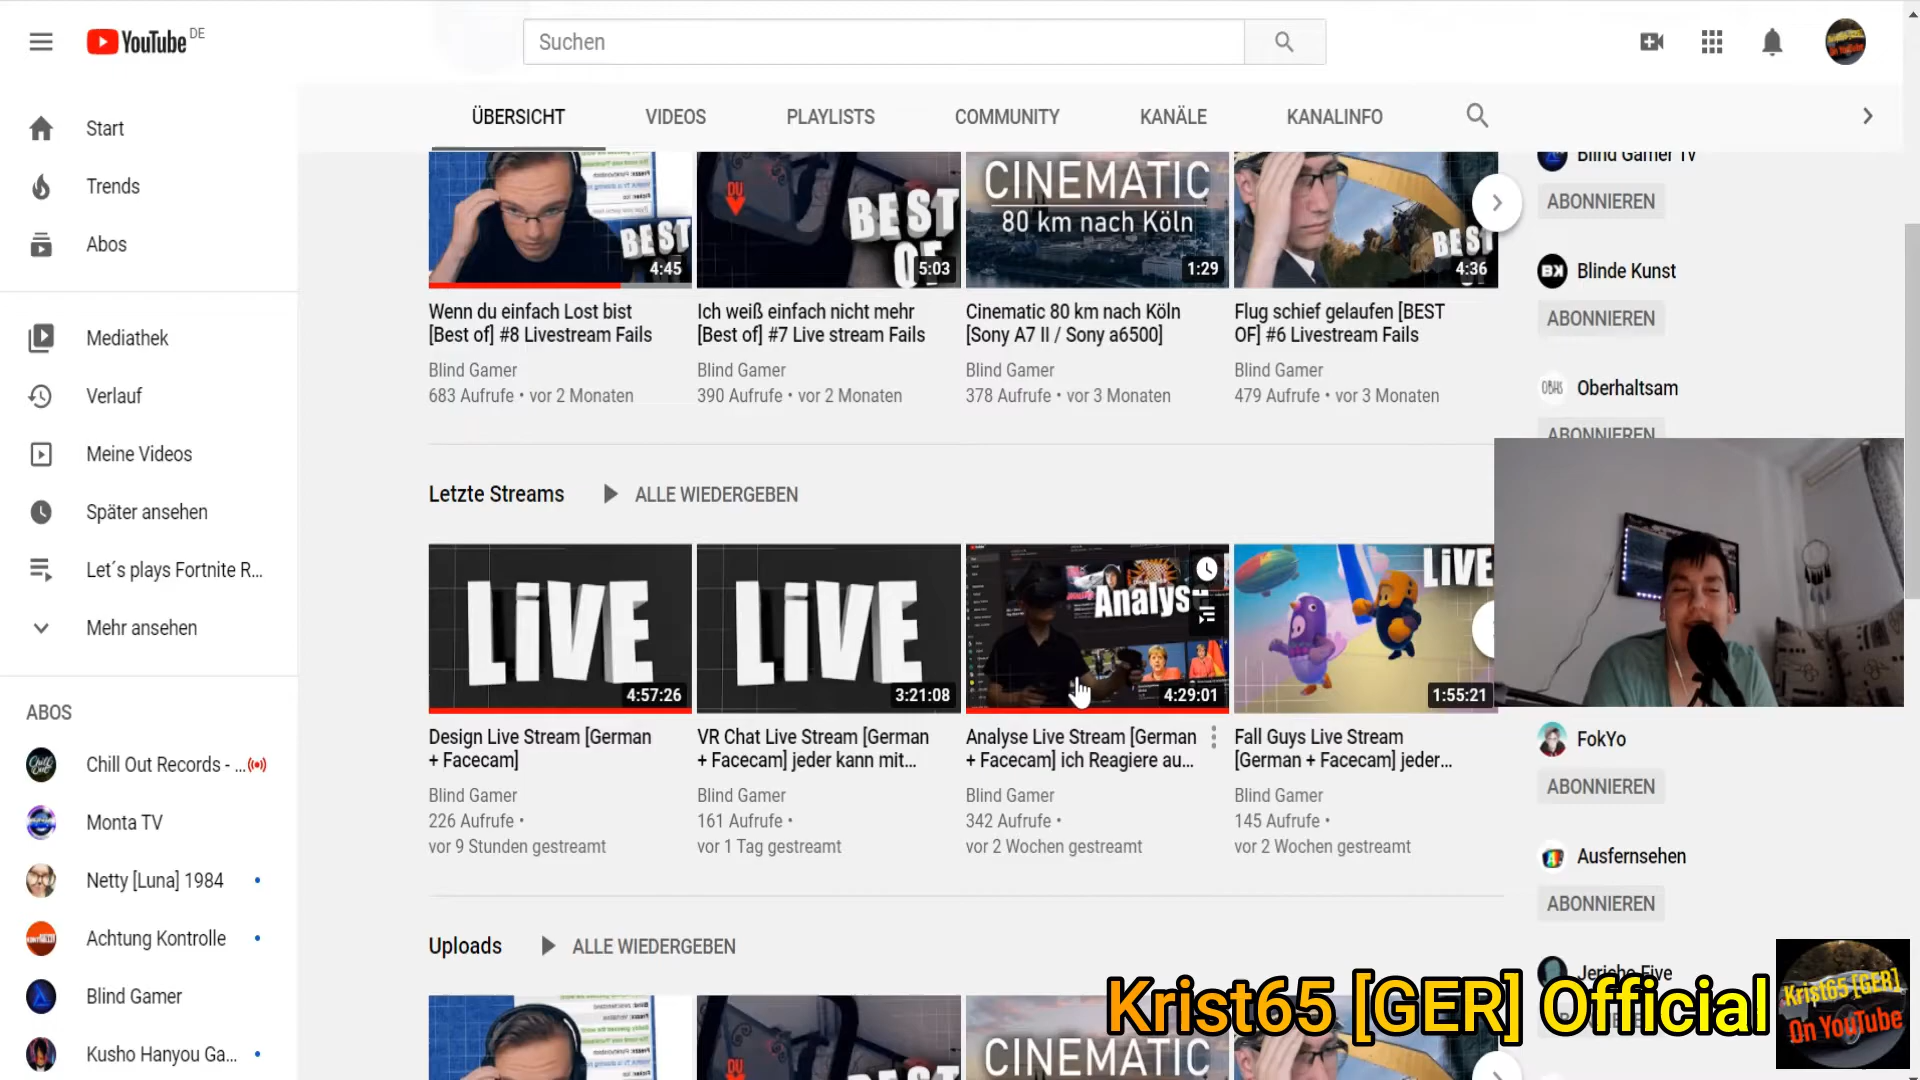 YouTube DE
Suchen
Start
Trends
Abos
Mediathek
Verlauf
Meine Videos
Später ansehen
Let´s plays Fortnite R...
Mehr ansehen
ABOS
Chill Out Records - ...
Monta TV
Netty [Luna] 1984
Achtung Kontrolle
Blind Gamer
Kusho Hanyou Ga...
ÜBERSICHT VIDEOS PLAYLISTS COMMUNITY KANÄLE KANALINFO
BEST
4:45
DU
BEST
OF
5:03
CINEMATIC
80 km nach Köln
1:29
BEST
4:36
Wenn du einfach Lost bist
[Best of] #8 Livestream Fails
Blind Gamer
683 Aufrufe • vor 2 Monaten
Ich weiß einfach nicht mehr
[Best of] #7 Live stream Fails
Blind Gamer
390 Aufrufe • vor 2 Monaten
Cinematic 80 km nach Köln
[Sony A7 II / Sony a6500]
Blind Gamer
378 Aufrufe • vor 3 Monaten
Flug schief gelaufen [BEST
OF] #6 Livestream Fails
Blind Gamer
479 Aufrufe • vor 3 Monaten
Letzte Streams ALLE WIEDERGEBEN
LiVE
4:57:26
LiVE
3:21:08
Analys
4:29:01
LiVE
1:55:21
Design Live Stream [German
+ Facecam]
Blind Gamer
226 Aufrufe •
vor 9 Stunden gestreamt
VR Chat Live Stream [German
+ Facecam] jeder kann mit...
Blind Gamer
161 Aufrufe •
vor 1 Tag gestreamt
Analyse Live Stream [German
+ Facecam] ich Reagiere au...
Blind Gamer
342 Aufrufe •
vor 2 Wochen gestreamt
Fall Guys Live Stream
[German + Facecam] jeder...
Blind Gamer
145 Aufrufe •
vor 2 Wochen gestreamt
Uploads ALLE WIEDERGEBEN
DU
BEST
CINEMATIC
Blind Gamer TV
ABONNIEREN
BK
Blinde Kunst
ABONNIEREN
OBHS
Oberhaltsam
ABONNIEREN
FokYo
ABONNIEREN
Ausfernsehen
ABONNIEREN
Jericho Five
Krist65 [GER] Official
Krist65 [GER]
On YouTube